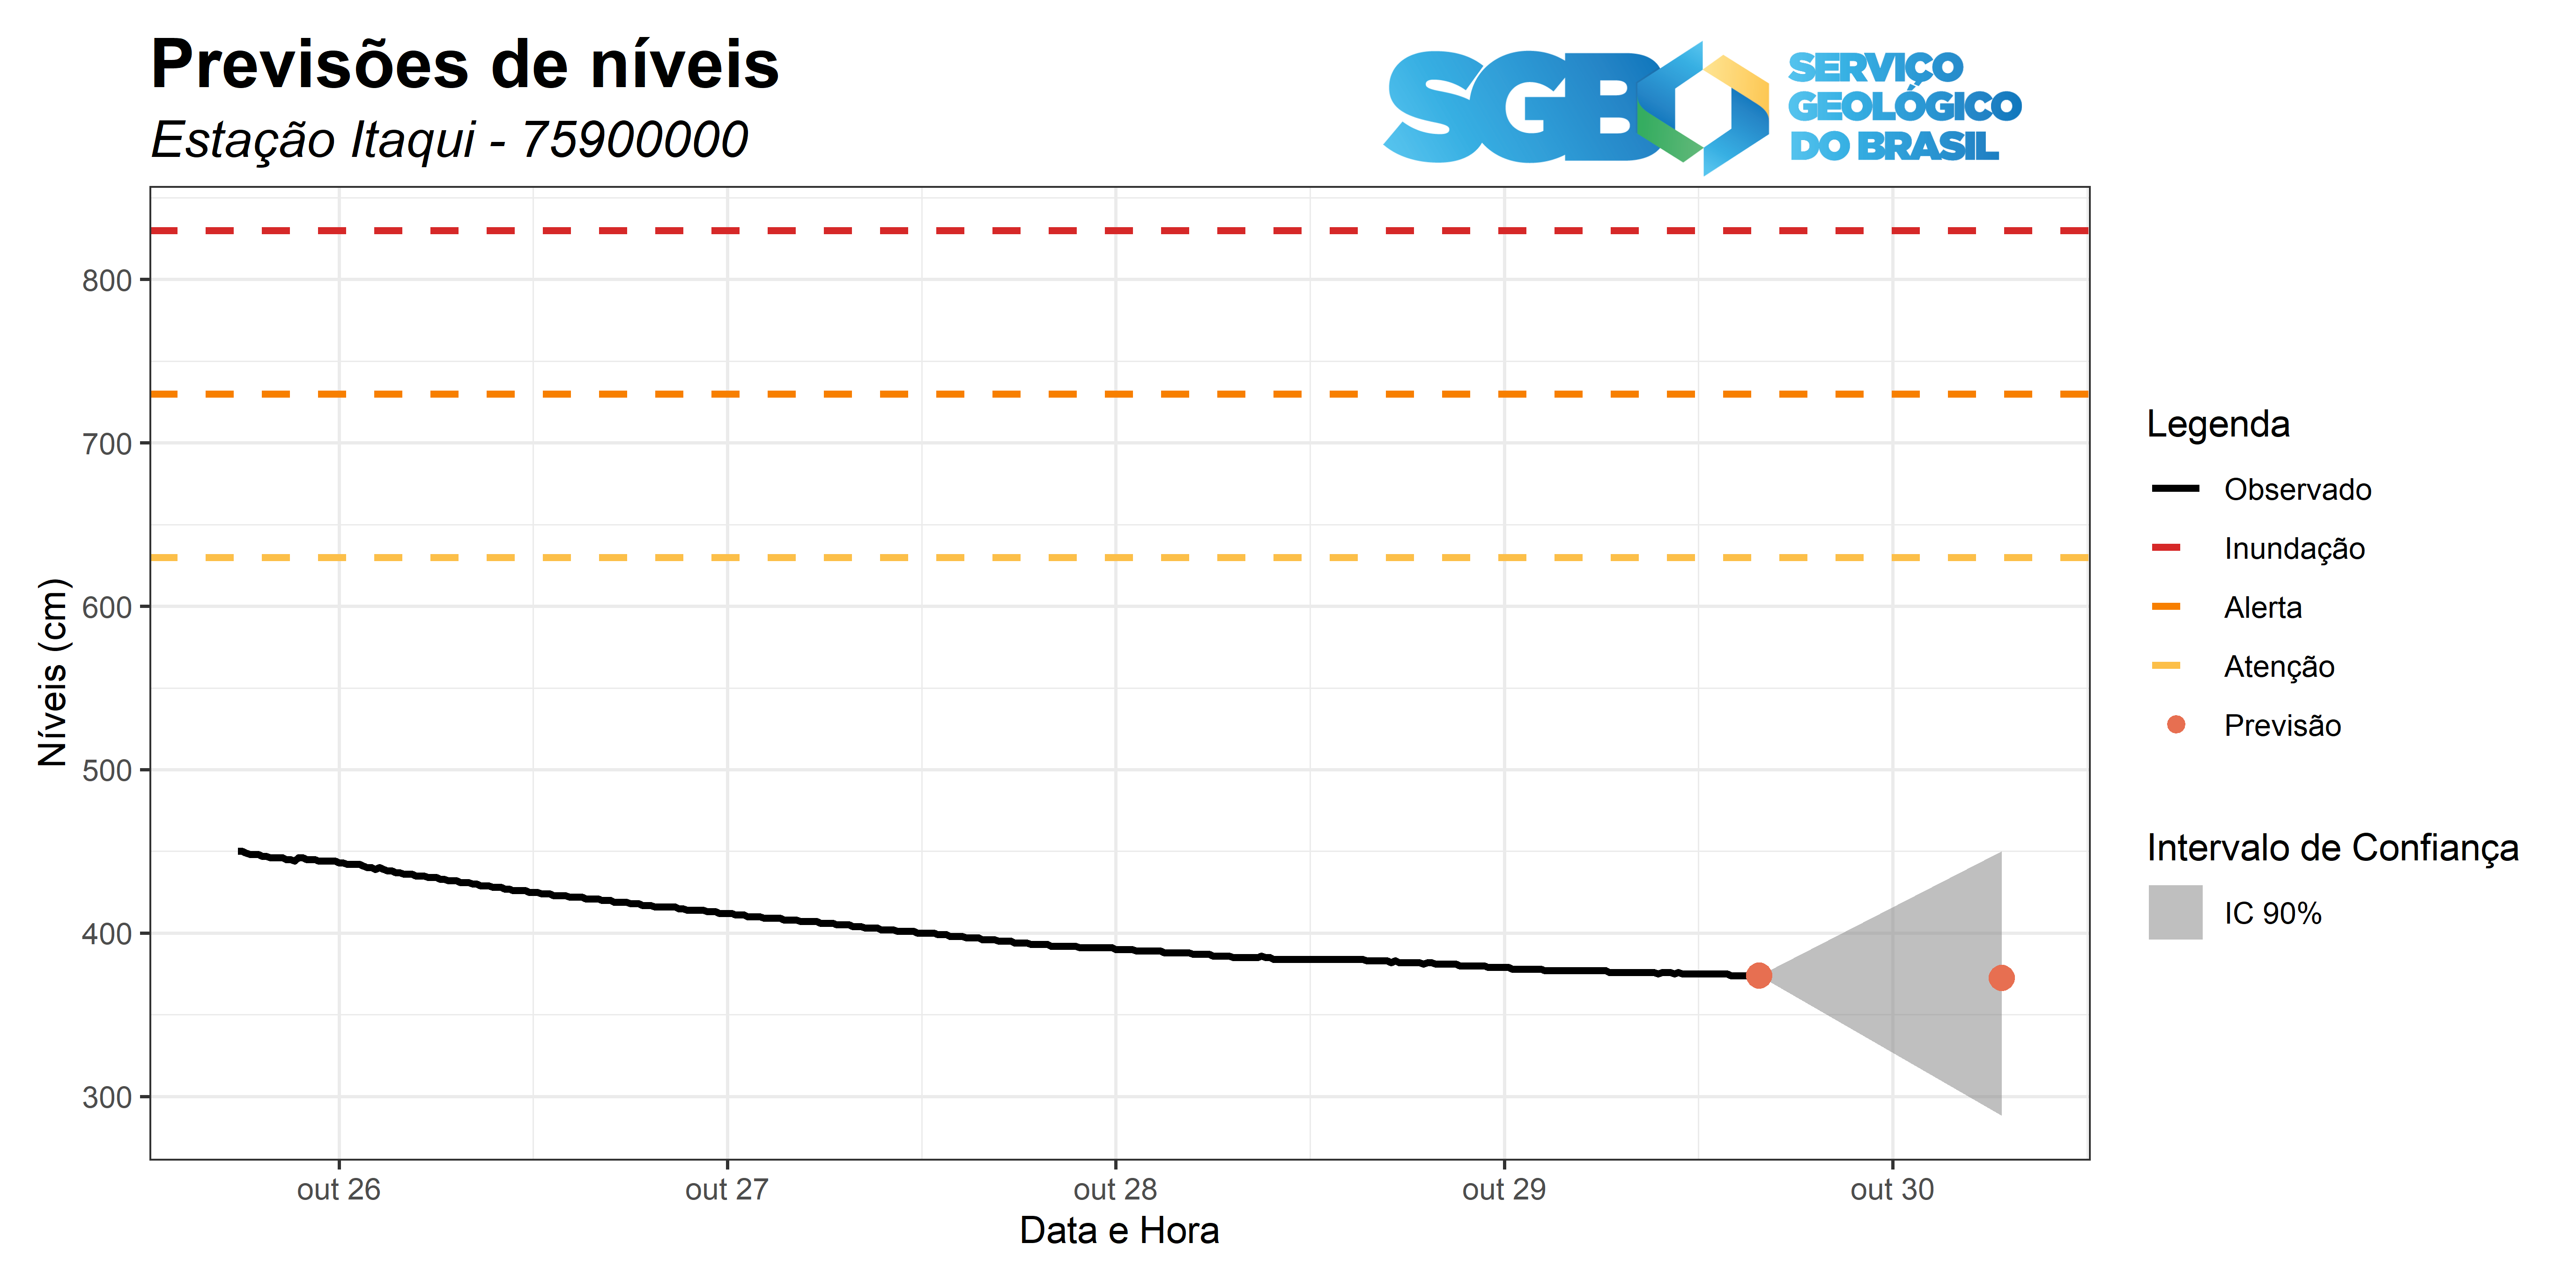 Previsões de níveis
Estação Itaqui - 75900000
SGB
SERVIÇO
GEOLÓGICO
DO BRASIL
Níveis (cm)
800
700
600
500
400
300
out 26
out 27
out 28
out 29
out 30
Data e Hora
Legenda
Observado
Inundação
Alerta
Atenção
Previsão
Intervalo de Confiança
IC 90%